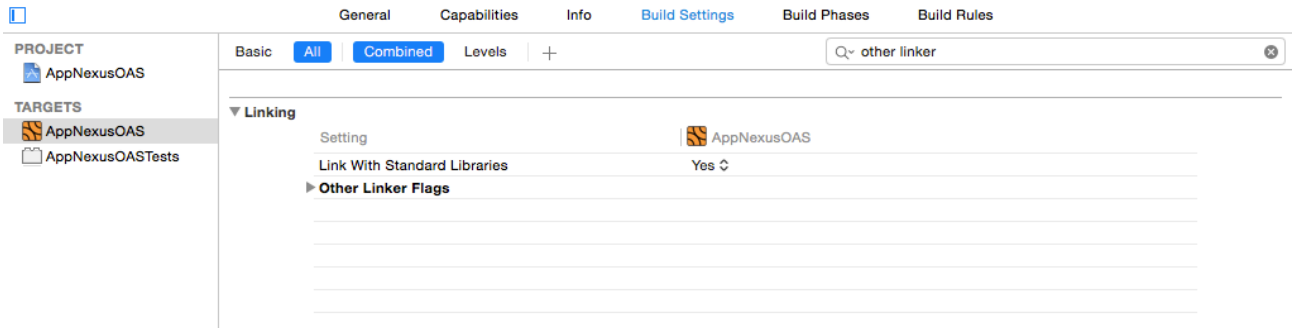 General Capabilities Info Build Settings Build Phases Build Rules
PROJECT
AppNexusOAS
TARGETS
AppNexusOAS
AppNexusOASTests
Basic All Combined Levels + other linker
Linking
Setting AppNexusOAS
Link With Standard Libraries Yes
Other Linker Flags